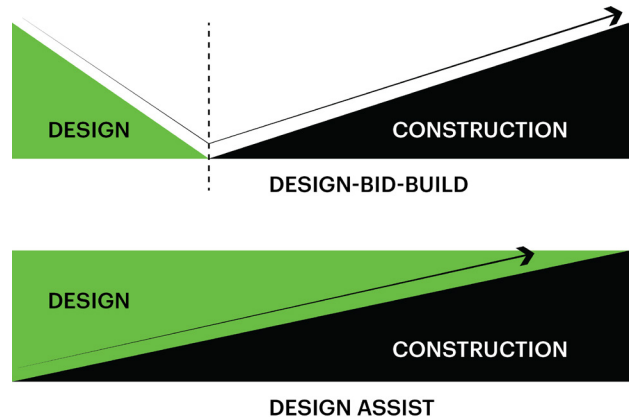 DESIGN
CONSTRUCTION
DESIGN-BID-BUILD
DESIGN
CONSTRUCTION
DESIGN ASSIST